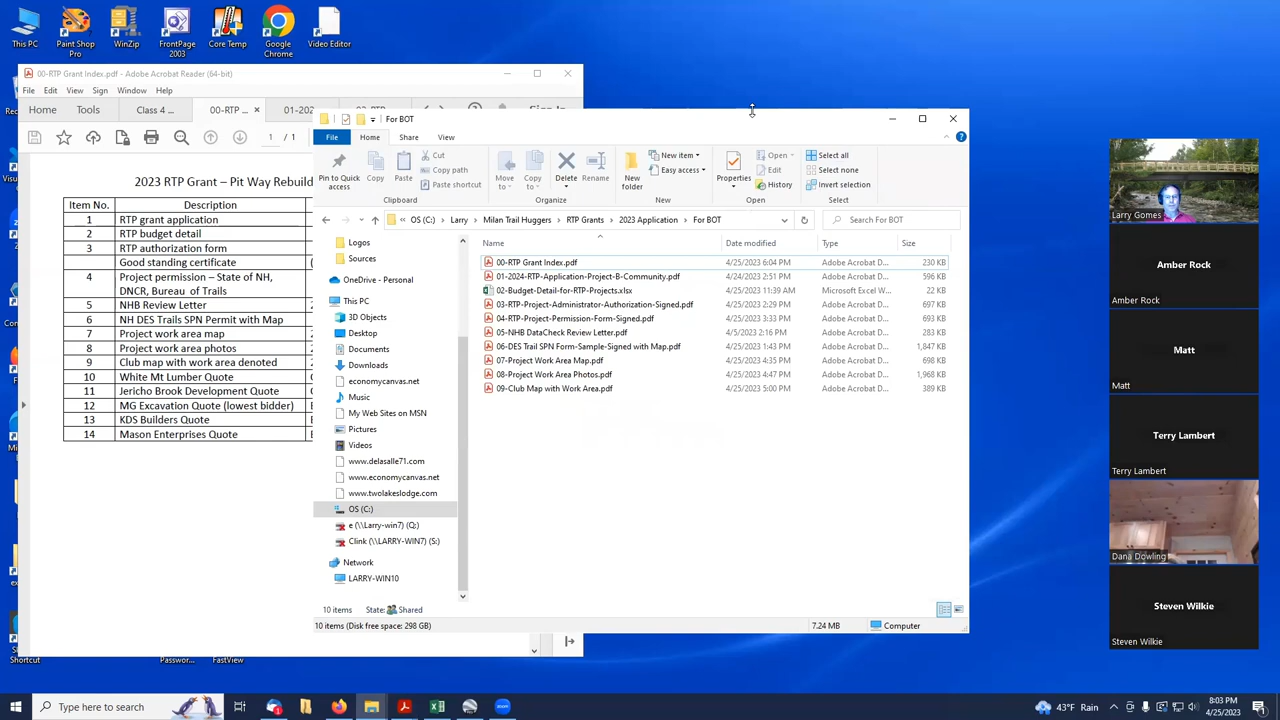 This PC
Paint Shop Pro
WinZip
FrontPage 2003
Core Temp
Google Chrome
Video Editor
00-RTP Grant Index.pdf - Adobe Acrobat Reader (64-bit)
File Edit View Sign Window Help
Home Tools Class 4 ... 00-RTP ... × 01-202
1 / 1
2023 RTP Grant – Pit Way Rebuild
Item No. Description
1 RTP grant application
2 RTP budget detail
3 RTP authorization form
Good standing certificate
4 Project permission – State of NH,
DNCR, Bureau of Trails
5 NHB Review Letter
6 NH DES Trails SPN Permit with Map
7 Project work area map
8 Project work area photos
9 Club map with work area denoted
10 White Mt Lumber Quote
11 Jericho Brook Development Quote
12 MG Excavation Quote (lowest bidder)
13 KDS Builders Quote
14 Mason Enterprises Quote
For BOT
File Home Share View
Pin to Quick access
Copy
Paste
Cut
Copy path
Paste shortcut
Clipboard
Move to
Copy to
Delete
Rename
Organize
New folder
New item
Easy access
New
Properties
Open
Edit
History
Open
Select all
Select none
Invert selection
Select
« OS (C:) › Larry › Milan Trail Huggers › RTP Grants › 2023 Application › For BOT
Search For BOT
Name Date modified Type Size
00-RTP Grant Index.pdf 4/25/2023 6:04 PM Adobe Acrobat D... 230 KB
01-2024-RTP-Application-Project-B-Community.pdf 4/24/2023 2:51 PM Adobe Acrobat D... 596 KB
02-Budget-Detail-for-RTP-Projects.xlsx 4/25/2023 11:39 AM Microsoft Excel W... 22 KB
03-RTP-Project-Administrator-Authorization-Signed.pdf 4/25/2023 2:29 PM Adobe Acrobat D... 697 KB
04-RTP-Project-Permission-Form-Signed.pdf 4/25/2023 3:33 PM Adobe Acrobat D... 693 KB
05-NHB DataCheck Review Letter.pdf 4/5/2023 2:16 PM Adobe Acrobat D... 283 KB
06-DES Trail SPN Form-Sample-Signed with Map.pdf 4/25/2023 1:43 PM Adobe Acrobat D... 1,847 KB
07-Project Work Area Map.pdf 4/25/2023 4:35 PM Adobe Acrobat D... 698 KB
08-Project Work Area Photos.pdf 4/25/2023 4:47 PM Adobe Acrobat D... 1,968 KB
09-Club Map with Work Area.pdf 4/25/2023 5:00 PM Adobe Acrobat D... 389 KB
Logos
Sources
OneDrive - Personal
This PC
3D Objects
Desktop
Documents
Downloads
economycanvas.net
Music
My Web Sites on MSN
Pictures
Videos
www.delasalle71.com
www.economycanvas.net
www.twolakeslodge.com
OS (C:)
e (\\Larry-win7) (Q:)
Clink (\\LARRY-WIN7) (S:)
Network
LARRY-WIN10
10 items State: Shared
10 items (Disk free space: 298 GB) 7.24 MB Computer
Shortcut
Passwor...
FastView
Larry Gomes
Amber Rock
Amber Rock
Matt
Matt
Terry Lambert
Terry Lambert
Dana Dowling
Steven Wilkie
Steven Wilkie
Type here to search
43°F Rain
8:03 PM
4/25/2023